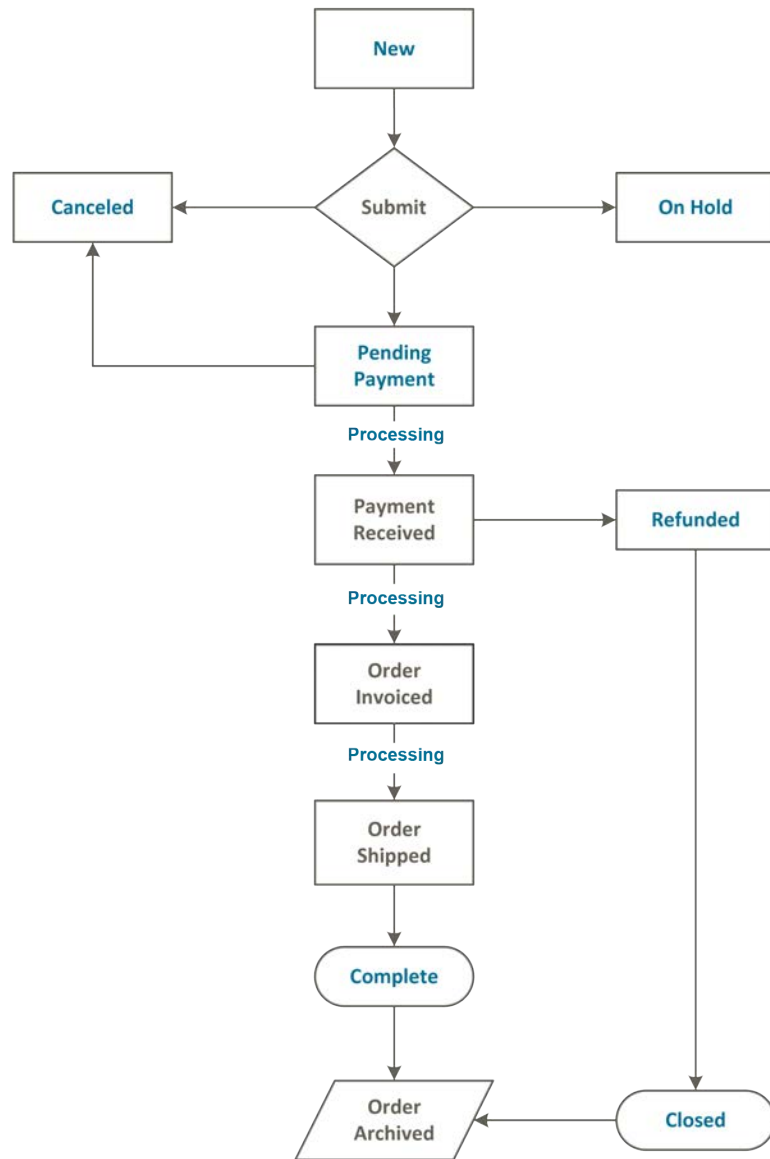 New
Canceled
Submit
On Hold
Pending
Payment
Processing
Payment
Received
Refunded
Processing
Order
Invoiced
Processing
Order
Shipped
Complete
Order
Archived
Closed